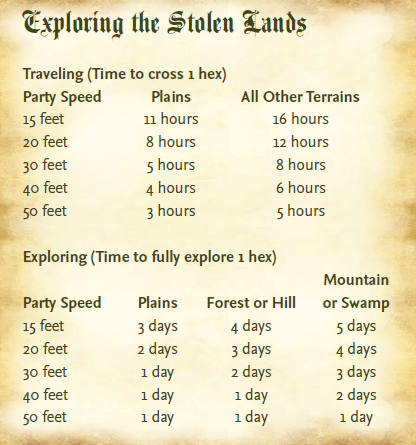 Exploring the Stolen Lands
Traveling (Time to cross 1 hex)
Party Speed Plains All Other Terrains
15 feet 11 hours 16 hours
20 feet 8 hours 12 hours
30 feet 5 hours 8 hours
40 feet 4 hours 6 hours
50 feet 3 hours 5 hours
Exploring (Time to fully explore 1 hex)
Mountain
Party Speed Plains Forest or Hill or Swamp
15 feet 3 days 4 days 5 days
20 feet 2 days 3 days 4 days
30 feet 1 day 2 days 3 days
40 feet 1 day 1 day 2 days
50 feet 1 day 1 day 1 day